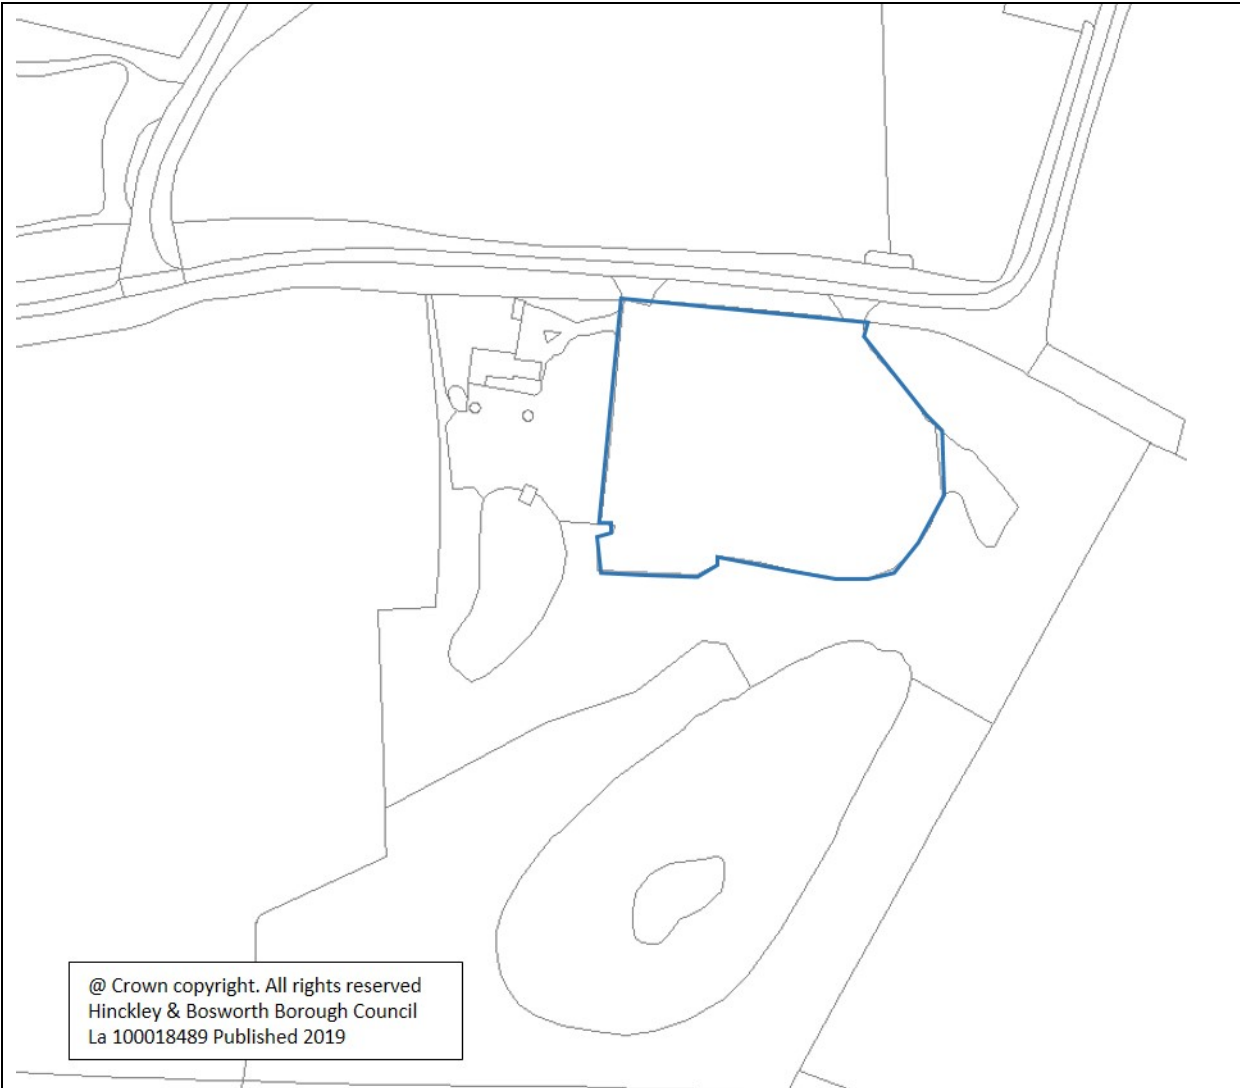 @ Crown copyright. All rights reserved
Hinckley & Bosworth Borough Council
La 100018489 Published 2019